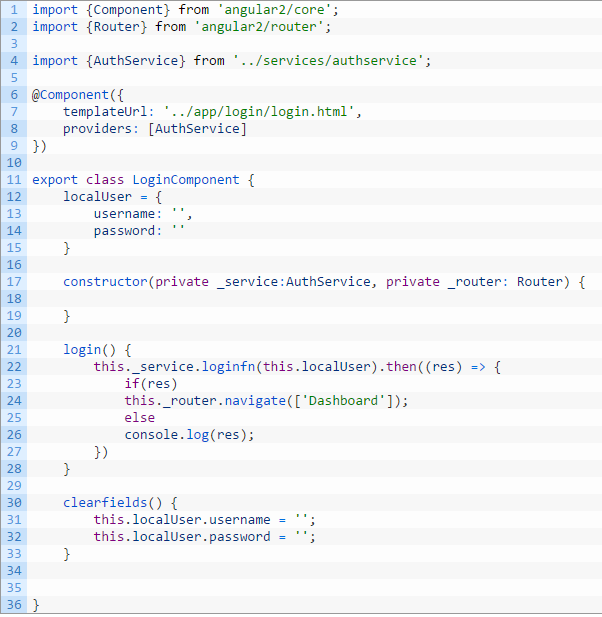 1 import {Component} from 'angular2/core';
2 import {Router} from 'angular2/router';
3
4 import {AuthService} from '../services/authservice';
5
6 @Component({
7     templateUrl: '../app/login/login.html',
8     providers: [AuthService]
9 })
10
11 export class LoginComponent {
12     localUser = {
13         username: '',
14         password: ''
15     }
16
17     constructor(private _service:AuthService, private _router: Router) {
18
19     }
20
21     login() {
22         this._service.loginfn(this.localUser).then((res) => {
23             if(res)
24             this._router.navigate(['Dashboard']);
25             else
26             console.log(res);
27         })
28     }
29
30     clearfields() {
31         this.localUser.username = '';
32         this.localUser.password = '';
33     }
34
35
36 }